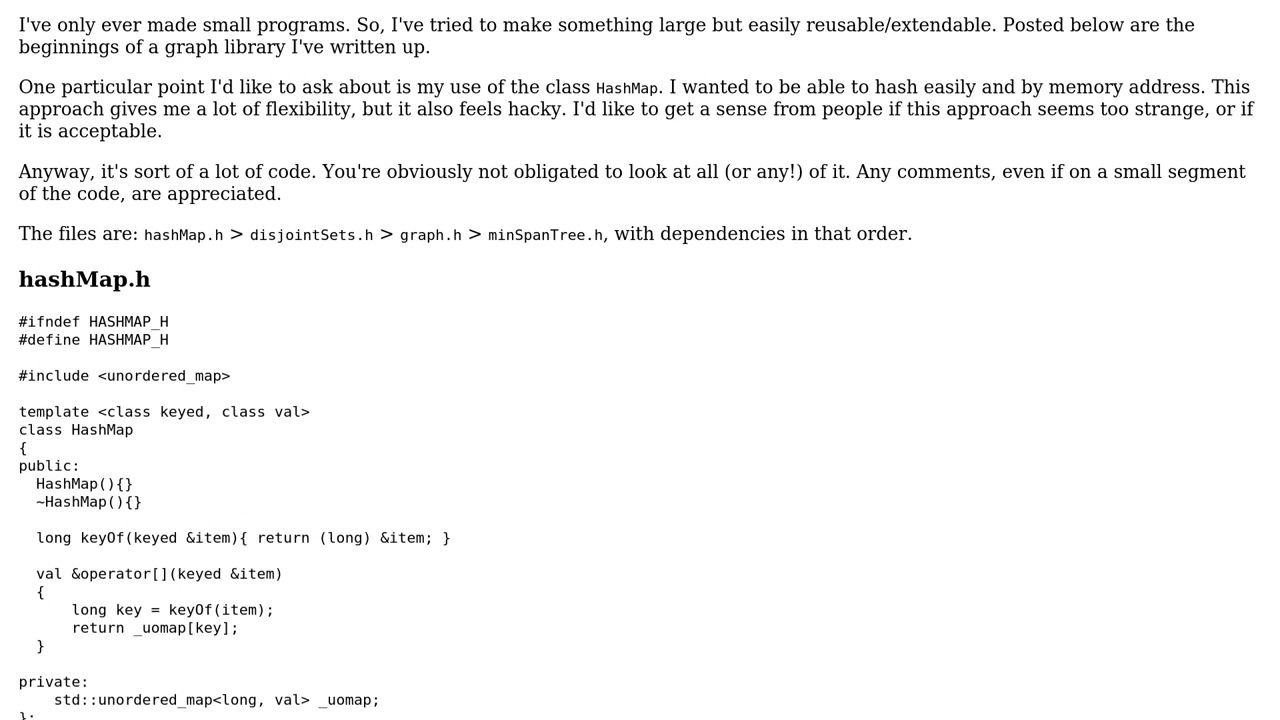 I've only ever made small programs. So, I've tried to make something large but easily reusable/extendable. Posted below are the
beginnings of a graph library I've written up.
One particular point I'd like to ask about is my use of the class HashMap. I wanted to be able to hash easily and by memory address. This
approach gives me a lot of flexibility, but it also feels hacky. I'd like to get a sense from people if this approach seems too strange, or if
it is acceptable.
Anyway, it's sort of a lot of code. You're obviously not obligated to look at all (or any!) of it. Any comments, even if on a small segment
of the code, are appreciated.
The files are: hashMap.h > disjointSets.h > graph.h > minSpanTree.h, with dependencies in that order.
hashMap.h
#ifndef HASHMAP_H
#define HASHMAP_H
#include <unordered_map>
template <class keyed, class val>
class HashMap
{
public:
  HashMap(){}
  ~HashMap(){}
  long keyOf(keyed &item){ return (long) &item; }
  val &operator[](keyed &item)
  {
      long key = keyOf(item);
      return _uomap[key];
  }
private:
    std::unordered_map<long, val> _uomap;
};